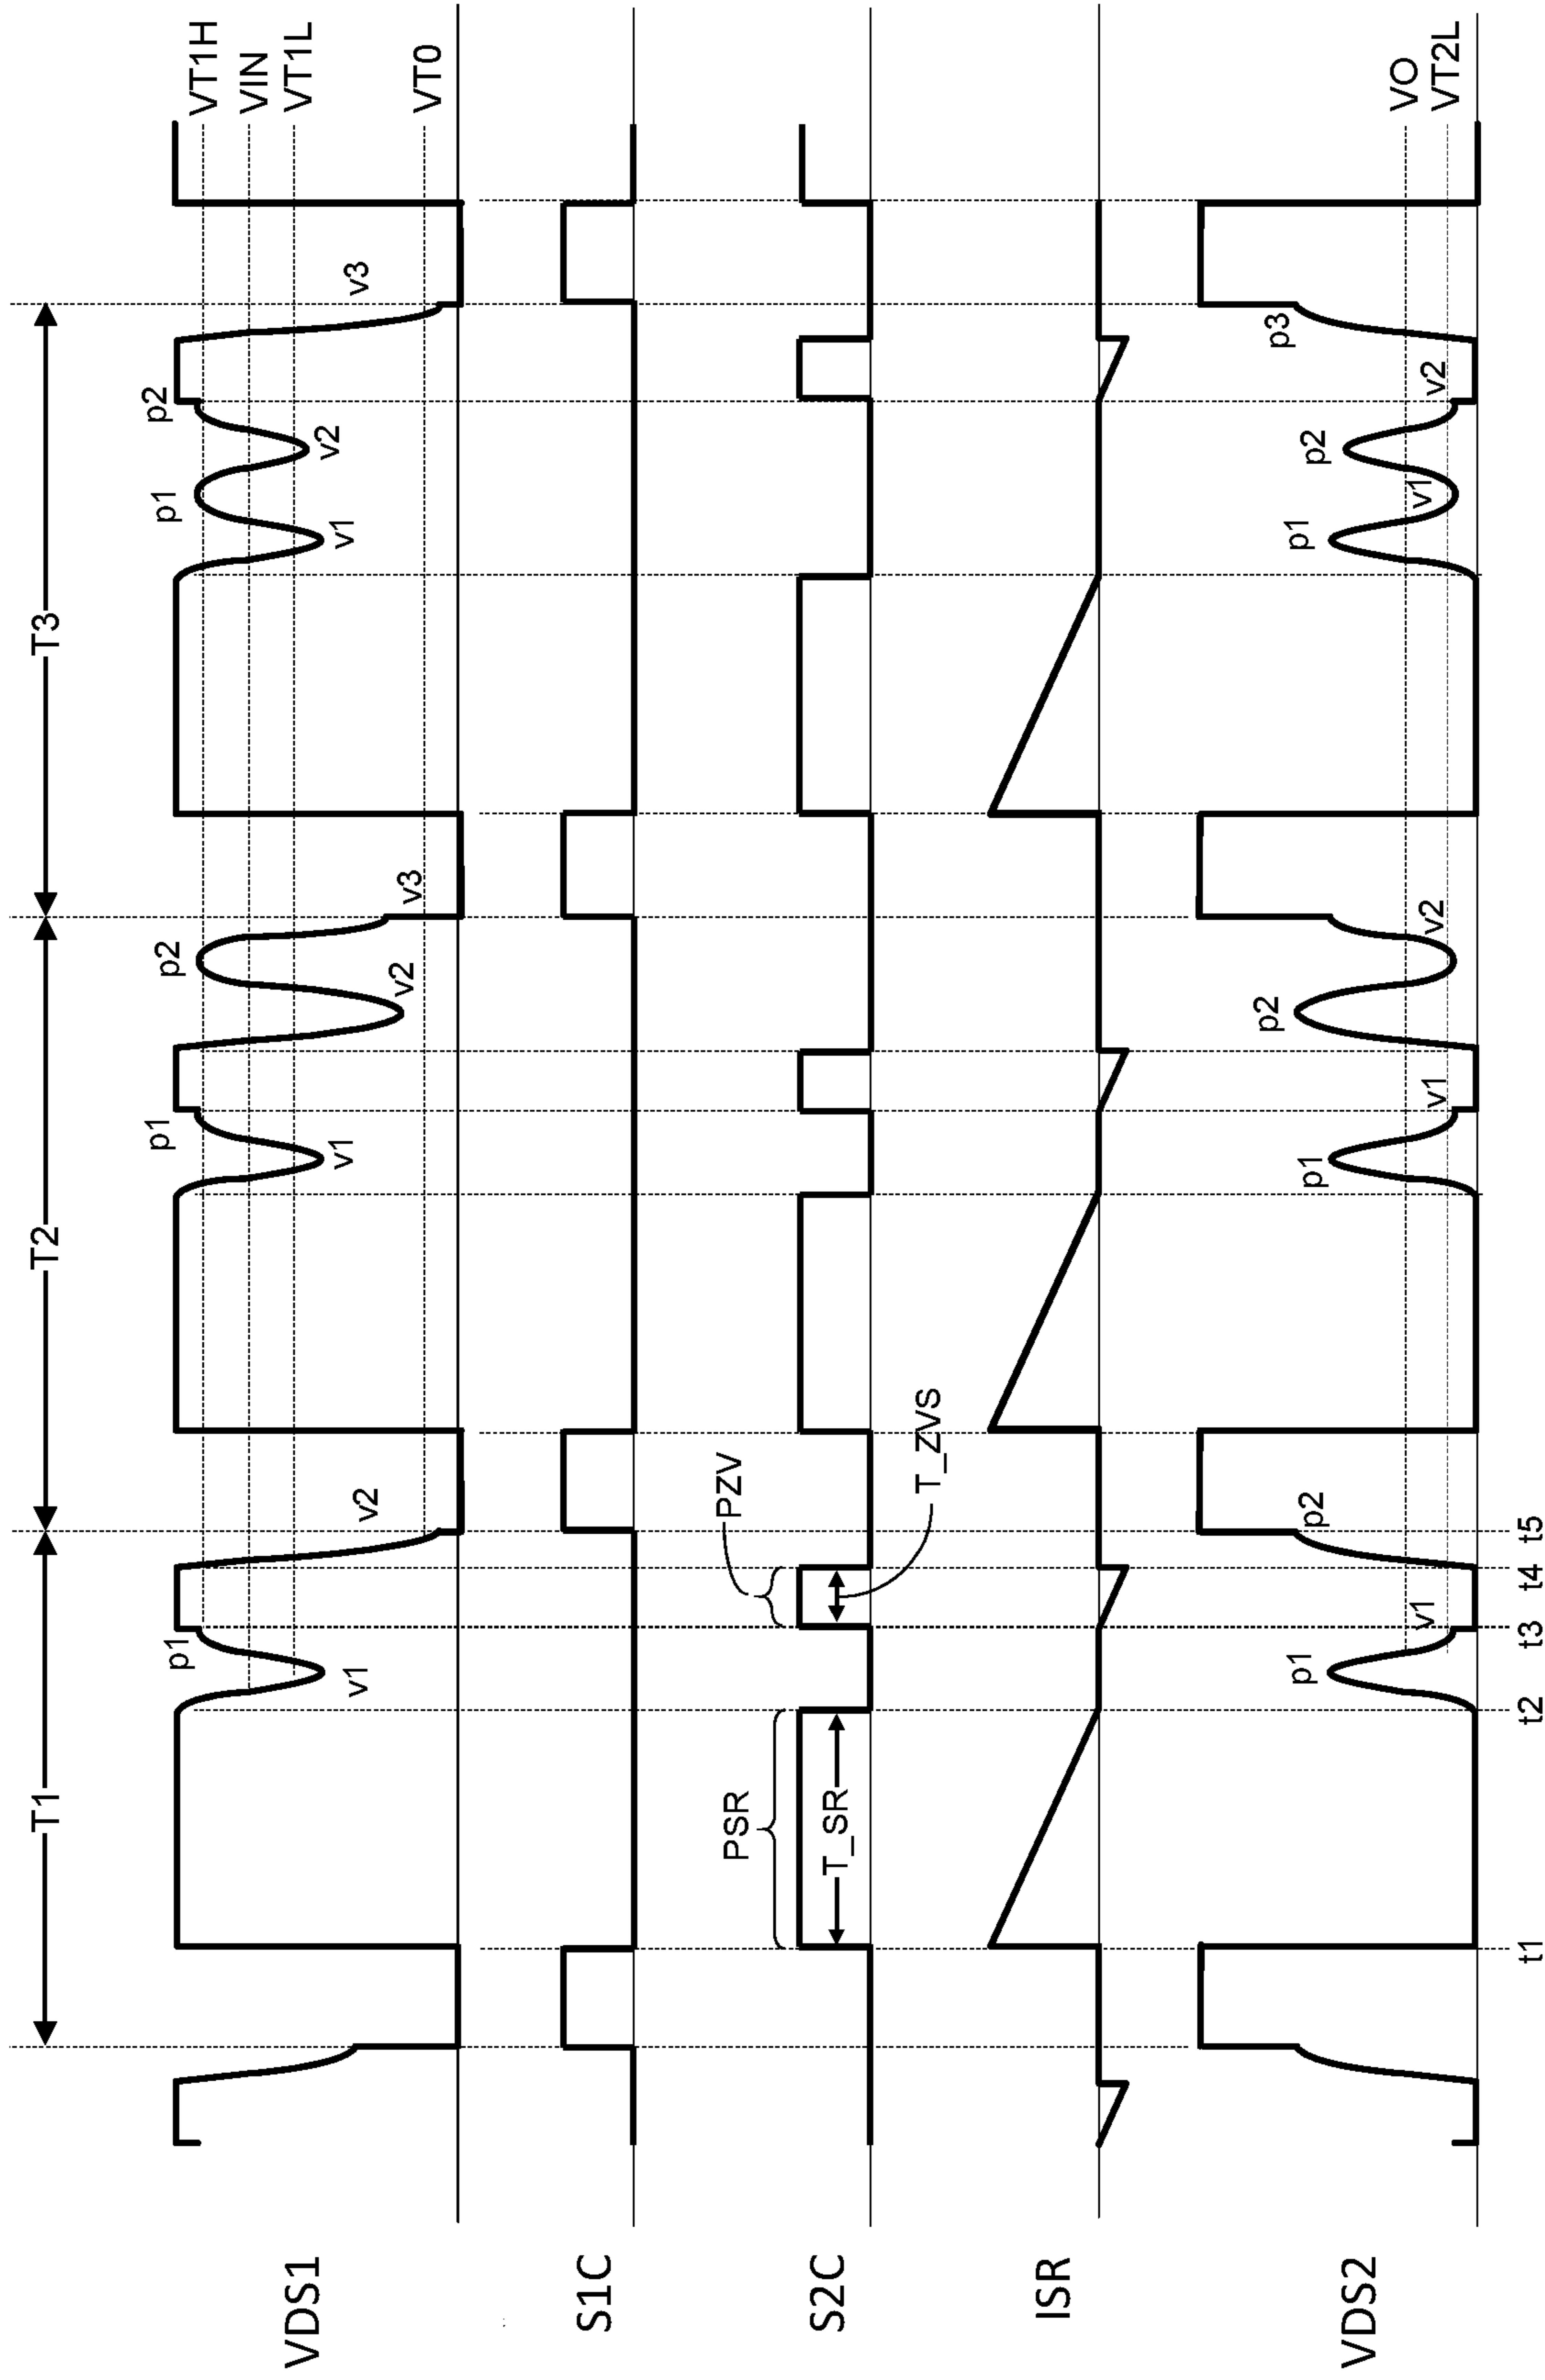 T1
T2
T3
VDS1
p1
v1
v2
p1
v1
v2
p2
v3
v1
p1
v2
p2
v3
VT1H
VIN
VT1L
VT0
S1C
S2C
PSR
T_SR
PZV
T_ZVS
ISR
VDS2
p1
v1
p2
p1
v1
p2
v2
p1
v1
p2
v2
p3
VO
VT2L
t1
t2
t3
t4
t5